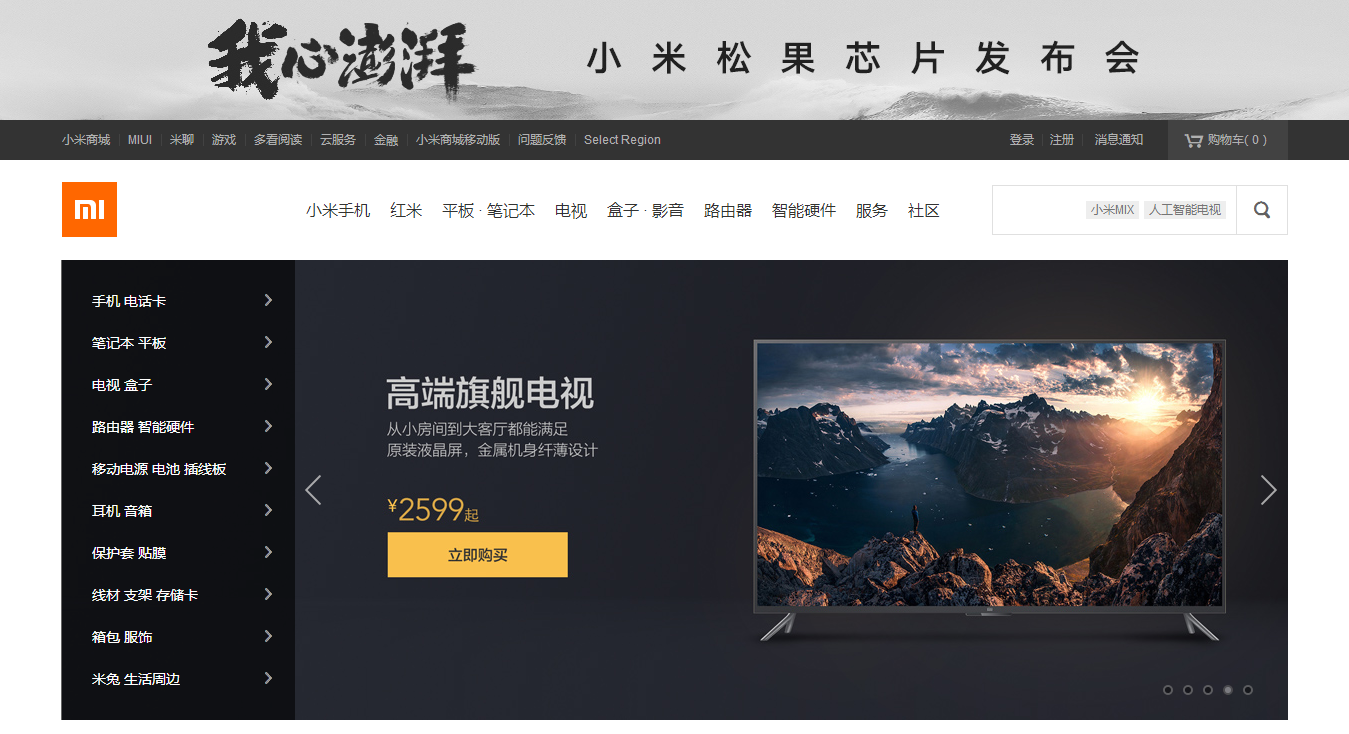 我心澎湃 小米松果芯片发布会
小米商城 MIUI 米聊 游戏 多看阅读 云服务 金融 小米商城移动版 问题反馈 Select Region 登录 注册 消息通知 购物车( 0 )
MI 小米手机 红米 平板 · 笔记本 电视 盒子 · 影音 路由器 智能硬件 服务 社区 小米MIX 人工智能电视
手机 电话卡
笔记本 平板
电视 盒子
路由器 智能硬件
移动电源 电池 插线板
耳机 音箱
保护套 贴膜
线材 支架 存储卡
箱包 服饰
米兔 生活周边
高端旗舰电视
从小房间到大客厅都能满足
原装液晶屏，金属机身纤薄设计
¥2599起
立即购买